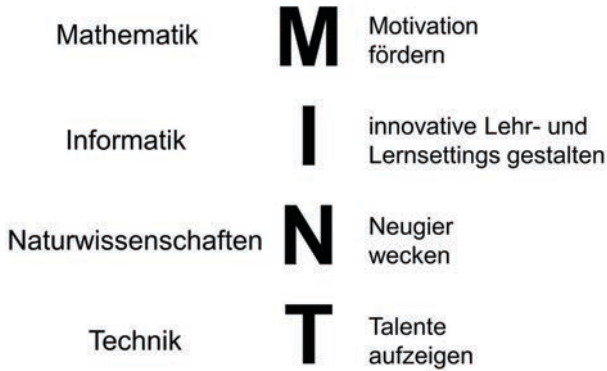 Mathematik M Motivation
fördern
Informatik I innovative Lehr- und
Lernsettings gestalten
Naturwissenschaften N Neugier
wecken
Technik T Talente
aufzeigen